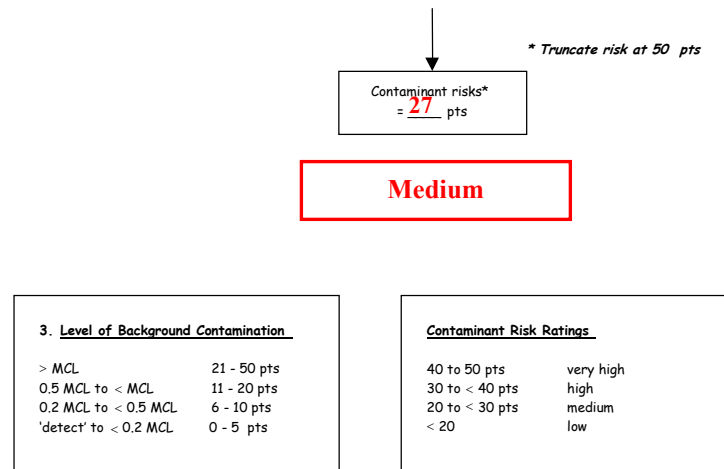 * Truncate risk at 50 pts
Contaminant risks*
= 27 pts
Medium
3. Level of Background Contamination
> MCL 21 - 50 pts
0.5 MCL to < MCL 11 - 20 pts
0.2 MCL to < 0.5 MCL 6 - 10 pts
'detect' to < 0.2 MCL 0 - 5 pts
Contaminant Risk Ratings
40 to 50 pts very high
30 to < 40 pts high
20 to < 30 pts medium
< 20 low